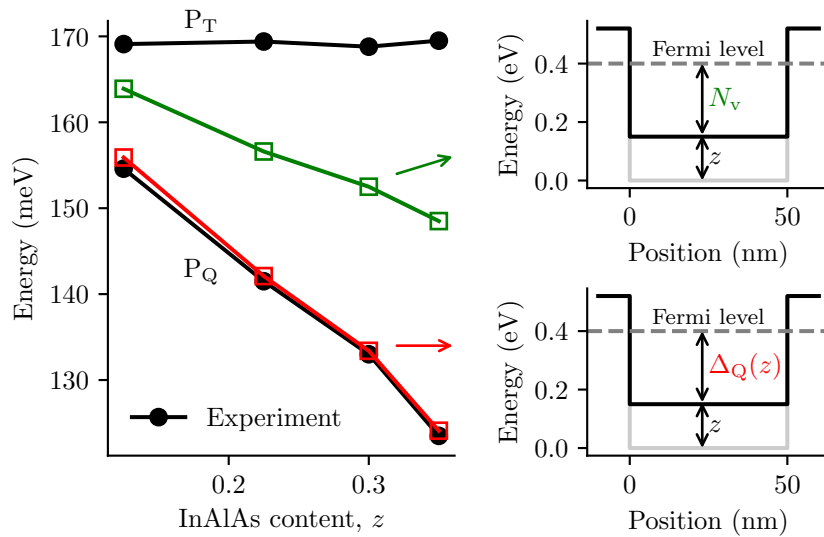 P_T
170
160
150
140
130
Energy (meV)
P_Q
Experiment
0.2
0.3
InAlAs content, z
Fermi level
N_v
z
0.4
0.2
0.0
Energy (eV)
0
50
Position (nm)
Fermi level
Δ_Q(z)
z
0.4
0.2
0.0
Energy (eV)
0
50
Position (nm)